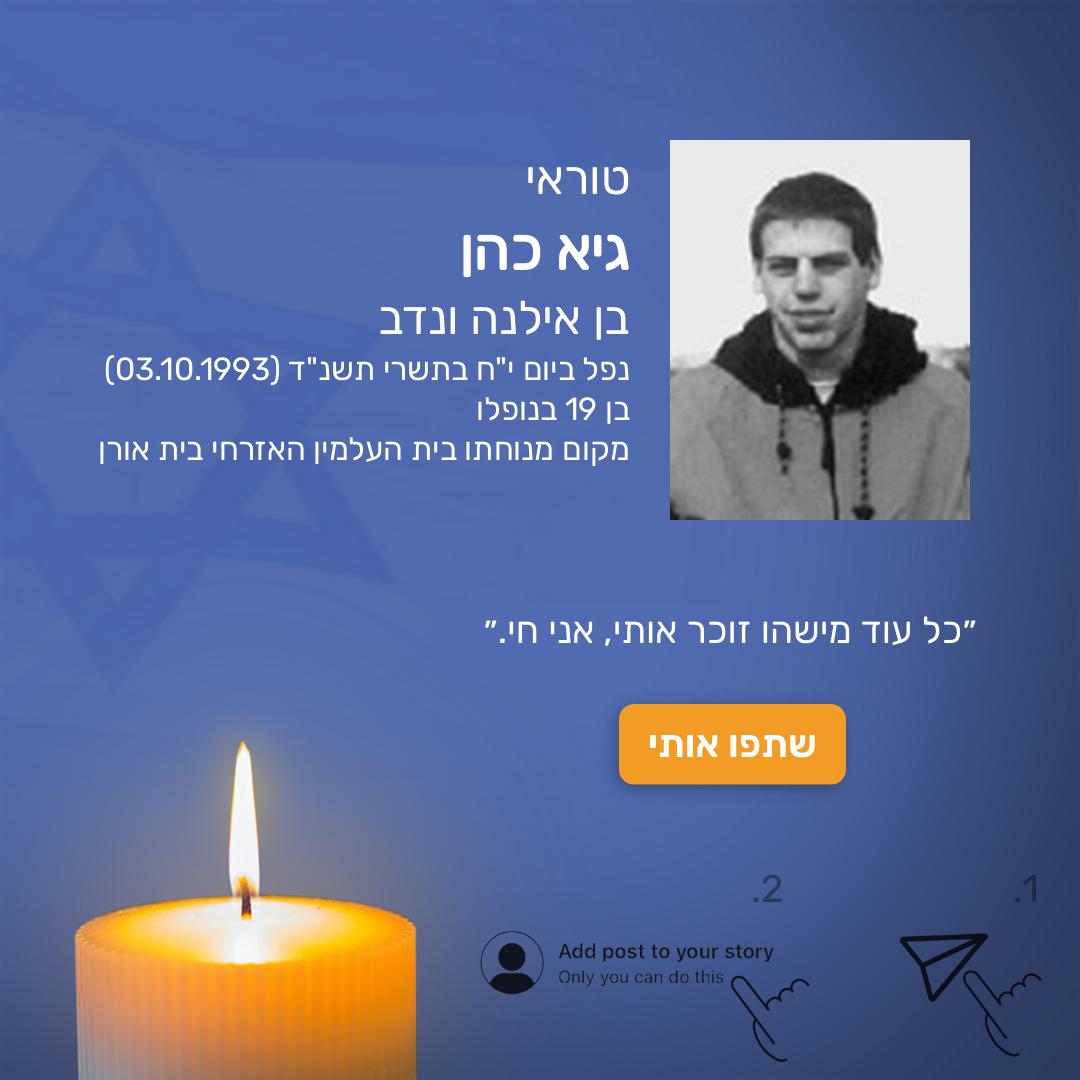 טוראי
גיא כהן
בן אילנה ונדב
נפל ביום י"ח בתשרי תשנ"ד (03.10.1993)
בן 19 בנופלו
מקום מנוחתו בית העלמין האזרחי בית אורן
״כל עוד מישהו זוכר אותי, אני חי.״
שתפו אותי
.1
.2
Add post to your story
Only you can do this